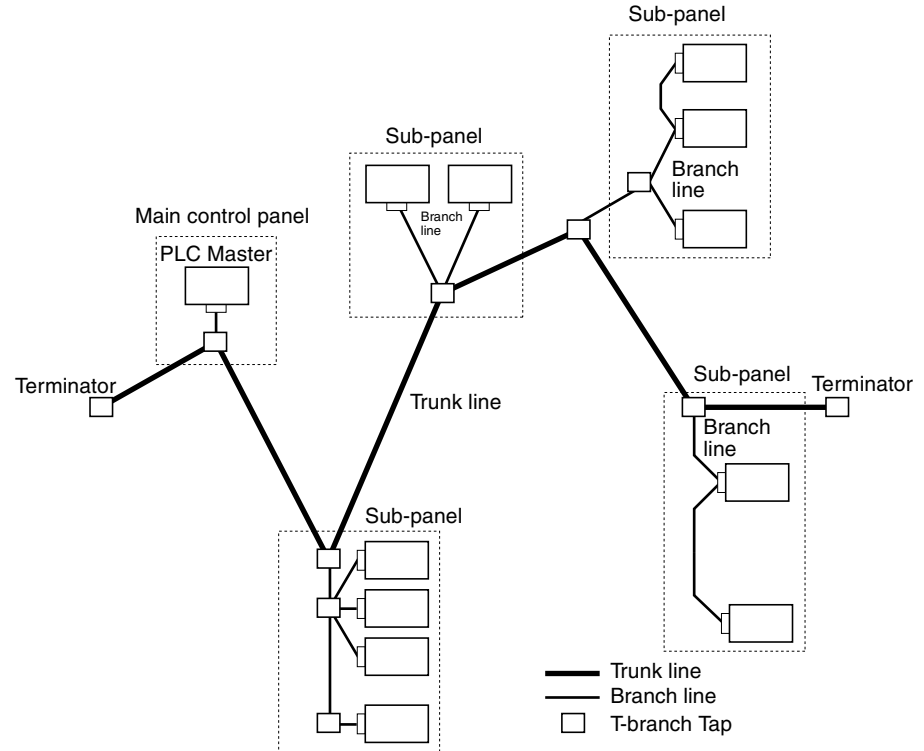 Sub-panel
Sub-panel
Branch
line
Branch
line
Main control panel
PLC Master
Terminator
Trunk line
Sub-panel
Terminator
Branch
line
Sub-panel
Trunk line
Branch line
T-branch Tap